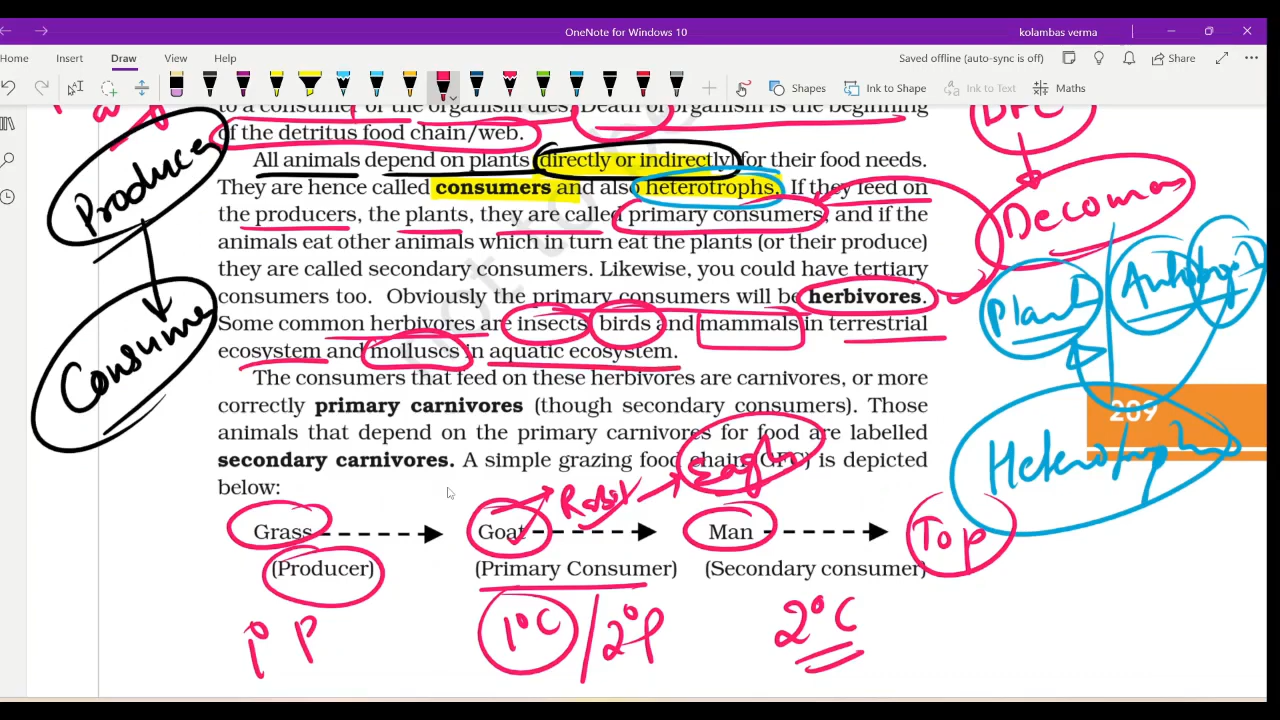 OneNote for Windows 10
kolambas verma
Home Insert Draw View Help
Saved offline (auto-sync is off)
Share
Shapes
Ink to Shape
Ink to Text
Maths
to a consumer or the organism dies. Death of organism is the beginning
of the detritus food chain/web.
All animals depend on plants (directly or indirectly) for their food needs.
They are hence called consumers and also heterotrophs. If they feed on
the producers, the plants, they are called primary consumers, and if the
animals eat other animals which in turn eat the plants (or their produce)
they are called secondary consumers. Likewise, you could have tertiary
consumers too. Obviously the primary consumers will be herbivores.
Some common herbivores are insects, birds and mammals in terrestrial
ecosystem and molluscs in aquatic ecosystem.
The consumers that feed on these herbivores are carnivores, or more
correctly primary carnivores (though secondary consumers). Those
animals that depend on the primary carnivores for food are labelled
secondary carnivores. A simple grazing food chain (GFC) is depicted
below:
Grass Goat Man
(Producer) (Primary Consumer) (Secondary consumer)
1° P 1°C / 2°P 2°C
Top
Produce
Consume
DFC
Decom
Plant
Heterotroph
209